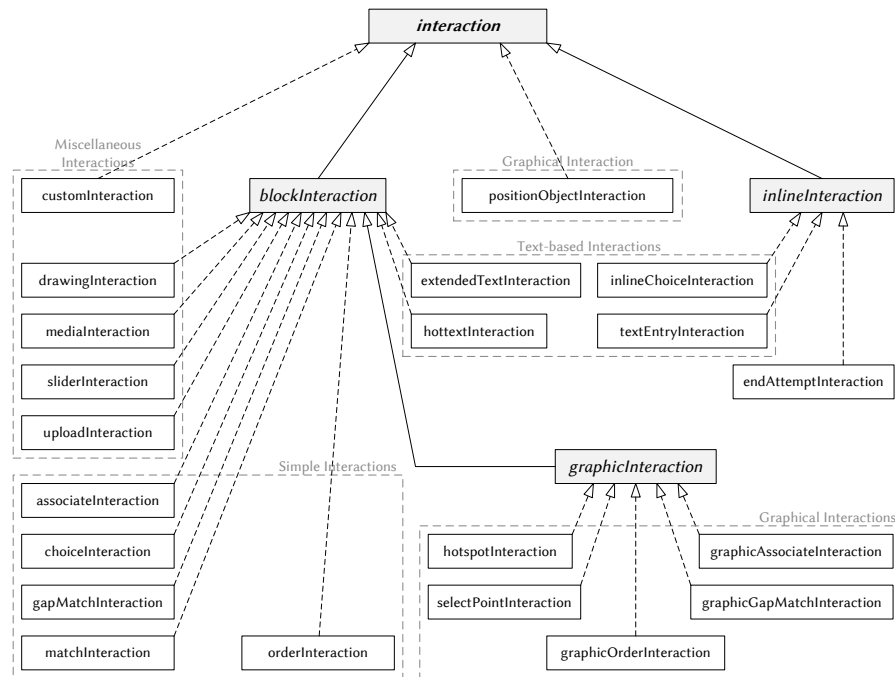 interaction
Miscellaneous
Interactions
Graphical Interaction
customInteraction
blockInteraction
positionObjectInteraction
inlineInteraction
Text-based Interactions
drawingInteraction
extendedTextInteraction
inlineChoiceInteraction
mediaInteraction
hottextInteraction
textEntryInteraction
sliderInteraction
endAttemptInteraction
uploadInteraction
Simple Interactions
graphicInteraction
associateInteraction
Graphical Interactions
choiceInteraction
hotspotInteraction
graphicAssociateInteraction
gapMatchInteraction
selectPointInteraction
graphicGapMatchInteraction
matchInteraction
orderInteraction
graphicOrderInteraction